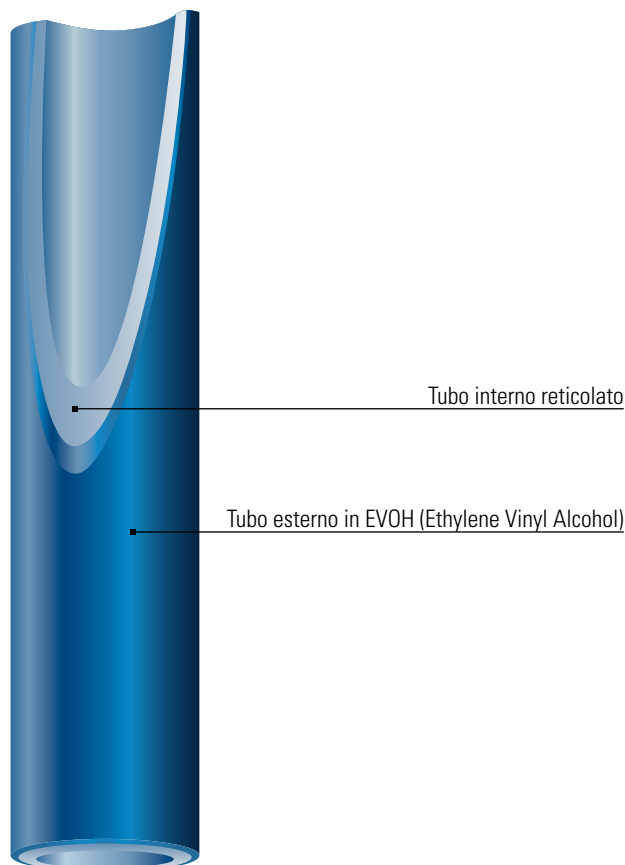 Tubo interno reticolato
Tubo esterno in EVOH (Ethylene Vinyl Alcohol)